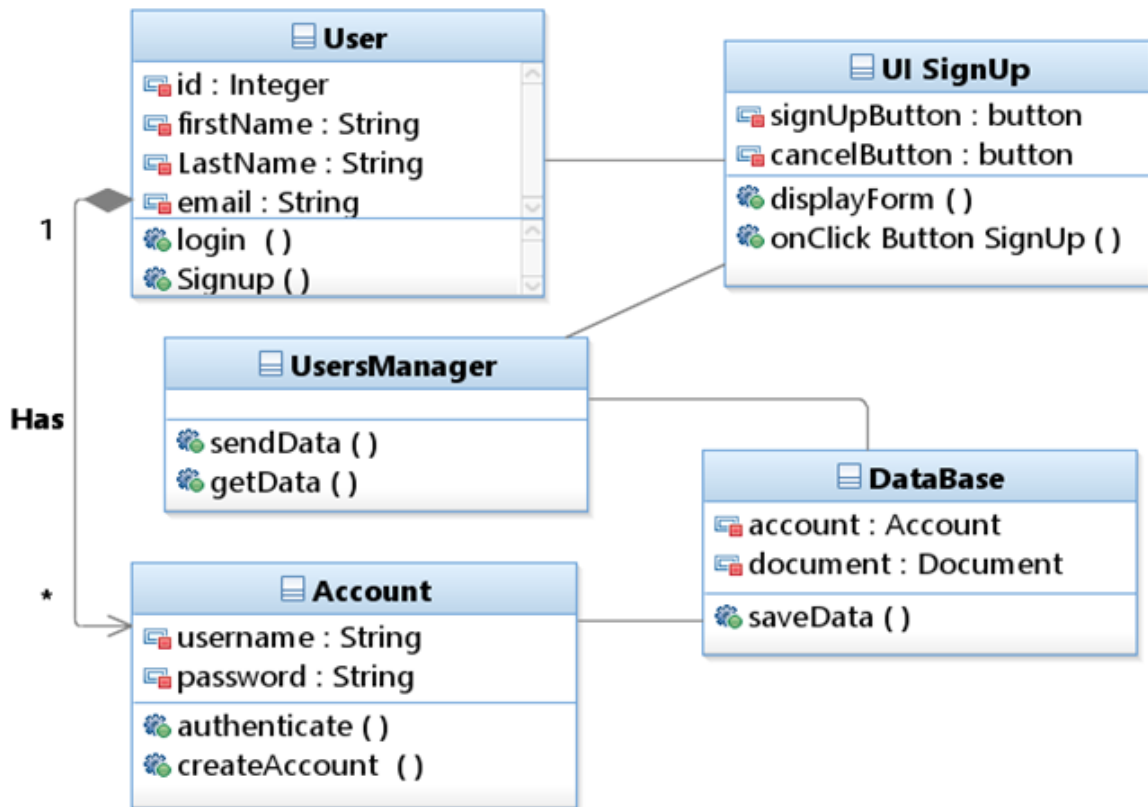 User
id : Integer
firstName : String
LastName : String
email : String
login ()
Signup ()
UI SignUp
signUpButton : button
cancelButton : button
displayForm ()
onClick Button SignUp ()
1
Has
*
UsersManager
sendData ()
getData ()
DataBase
account : Account
document : Document
saveData ()
Account
username : String
password : String
authenticate ()
createAccount ()